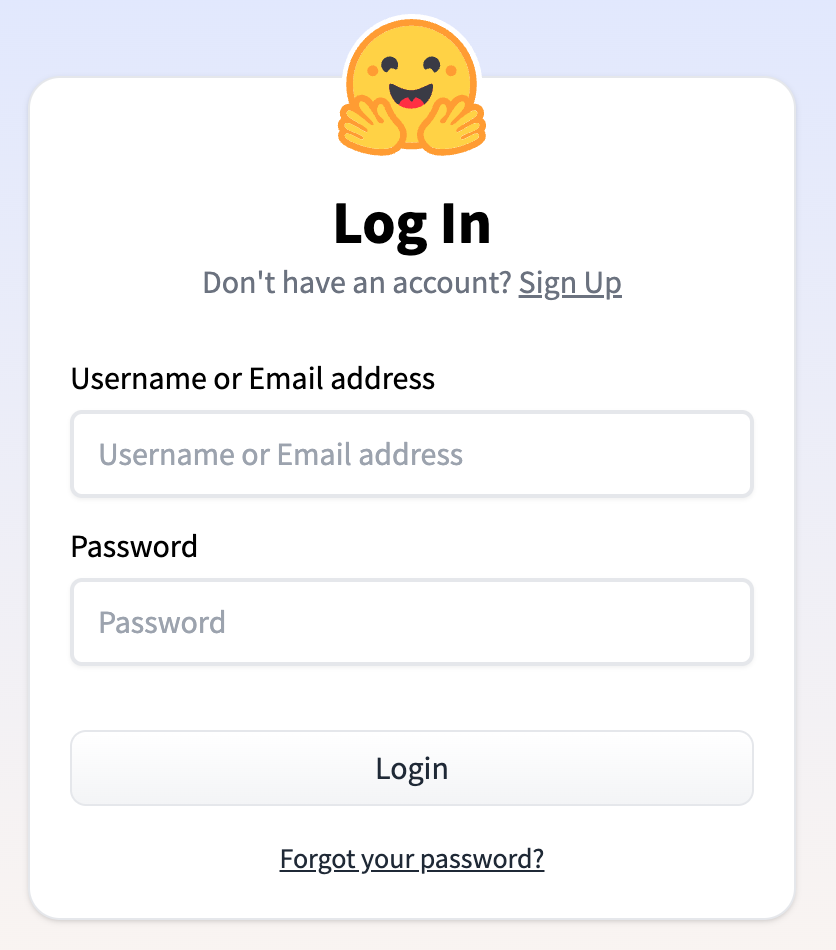 Log In
Don't have an account? Sign Up
Username or Email address
Username or Email address
Password
Password
Login
Forgot your password?